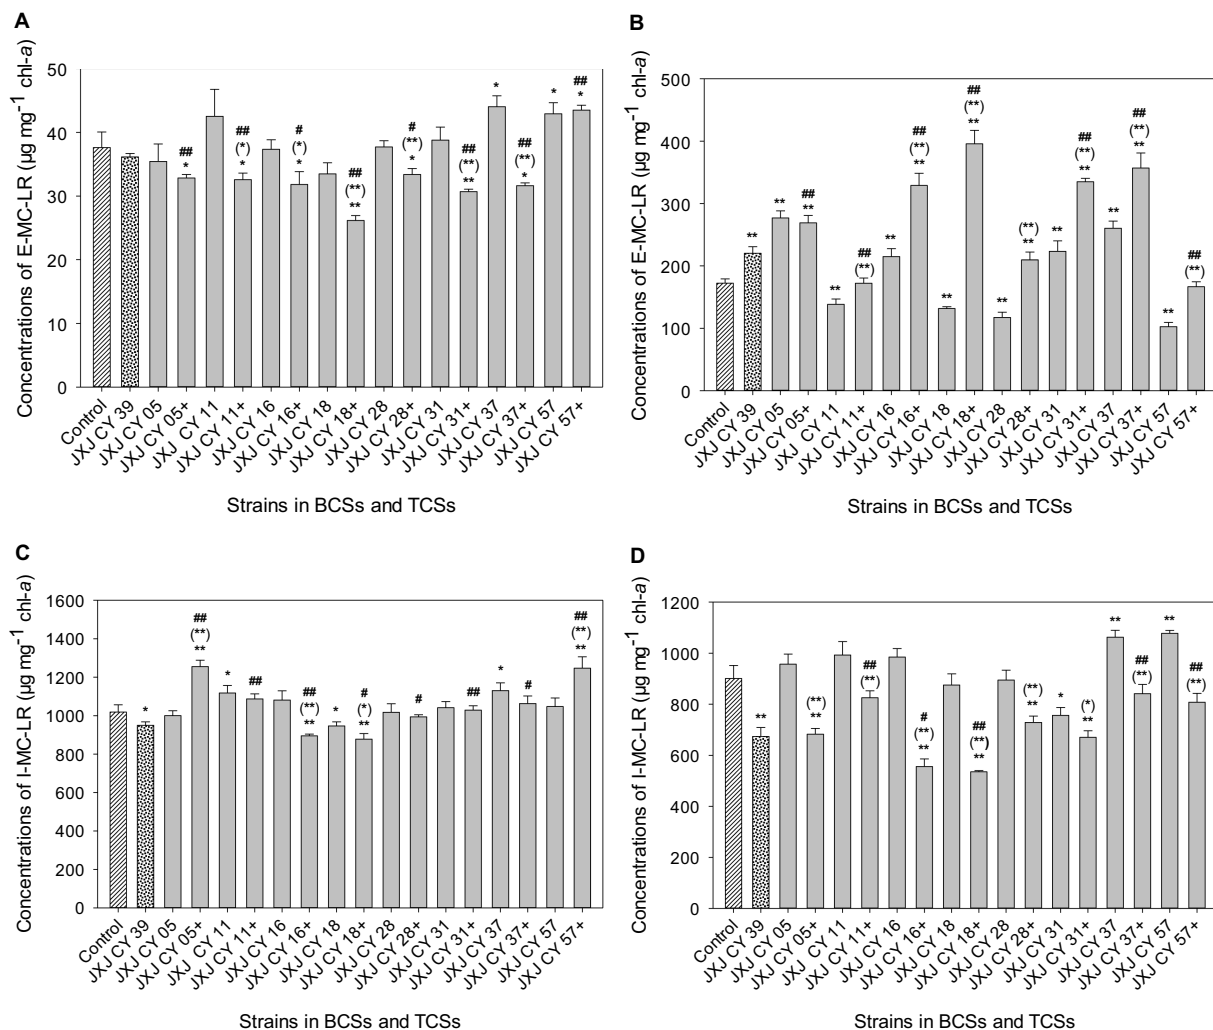 A
Concentrations of E-MC-LR (µg mg⁻¹ chl-a)
50
40
30
20
10
0
##
*
##
(*)
*
#
(*)
*
##
(**)
**
#
(**)
*
##
(**)
**
*
##
(**)
*
*
##
*
Control
JXJ CY 39
JXJ CY 05
JXJ CY 05+
JXJ CY 11
JXJ CY 11+
JXJ CY 16
JXJ CY 16+
JXJ CY 18
JXJ CY 18+
JXJ CY 28
JXJ CY 28+
JXJ CY 31
JXJ CY 31+
JXJ CY 37
JXJ CY 37+
JXJ CY 57
JXJ CY 57+
Strains in BCSs and TCSs
B
Concentrations of E-MC-LR (µg mg⁻¹ chl-a)
500
400
300
200
100
0
**
**
##
**
**
##
(**)
**
##
(**)
**
**
##
(**)
**
**
(**)
**
**
##
(**)
**
**
##
(**)
**
**
##
(**)
Control
JXJ CY 39
JXJ CY 05
JXJ CY 05+
JXJ CY 11
JXJ CY 11+
JXJ CY 16
JXJ CY 16+
JXJ CY 18
JXJ CY 18+
JXJ CY 28
JXJ CY 28+
JXJ CY 31
JXJ CY 31+
JXJ CY 37
JXJ CY 37+
JXJ CY 57
JXJ CY 57+
Strains in BCSs and TCSs
C
Concentrations of I-MC-LR (µg mg⁻¹ chl-a)
1600
1400
1200
1000
800
600
400
200
0
*
##
(**)
**
*
##
##
(**)
**
*
#
(*)
**
#
##
*
#
##
(**)
**
Control
JXJ CY 39
JXJ CY 05
JXJ CY 05+
JXJ CY 11
JXJ CY 11+
JXJ CY 16
JXJ CY 16+
JXJ CY 18
JXJ CY 18+
JXJ CY 28
JXJ CY 28+
JXJ CY 31
JXJ CY 31+
JXJ CY 37
JXJ CY 37+
JXJ CY 57
JXJ CY 57+
Strains in BCSs and TCSs
D
Concentrations of I-MC-LR (µg mg⁻¹ chl-a)
1200
1000
800
600
400
200
0
**
(**)
**
##
(**)
#
(**)
**
##
(**)
**
(**)
**
*
(*)
**
**
##
(**)
**
##
(**)
Control
JXJ CY 39
JXJ CY 05
JXJ CY 05+
JXJ CY 11
JXJ CY 11+
JXJ CY 16
JXJ CY 16+
JXJ CY 18
JXJ CY 18+
JXJ CY 28
JXJ CY 28+
JXJ CY 31
JXJ CY 31+
JXJ CY 37
JXJ CY 37+
JXJ CY 57
JXJ CY 57+
Strains in BCSs and TCSs